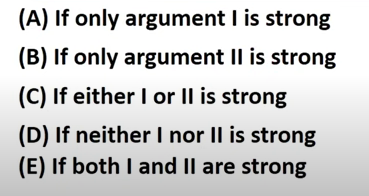 (A) If only argument I is strong
(B) If only argument II is strong
(C) If either I or II is strong
(D) If neither I nor II is strong
(E) If both I and II are strong